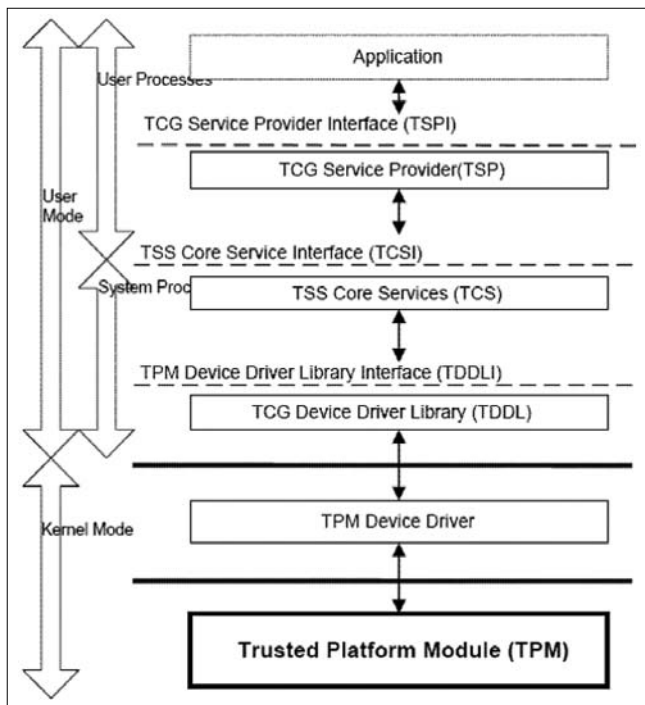 Application
User Processes
TCG Service Provider Interface (TSPI)
TCG Service Provider(TSP)
User
Mode
TSS Core Service Interface (TCSI)
System Proc
TSS Core Services (TCS)
TPM Device Driver Library Interface (TDDLI)
TCG Device Driver Library (TDDL)
TPM Device Driver
Kernel Mode
Trusted Platform Module (TPM)